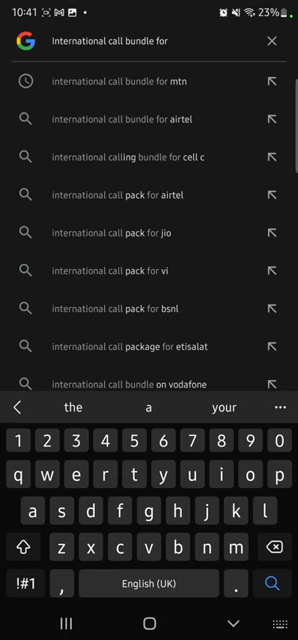 10:41 23%
International call bundle for
international call bundle for mtn
international call bundle for airtel
international calling bundle for cell c
international call pack for airtel
international call pack for jio
international call pack for vi
international call pack for bsnl
international call package for etisalat
international call bundle on vodafone
the a your
1 2 3 4 5 6 7 8 9 0
q w e r t y u i o p
a s d f g h j k l
z x c v b n m
!#1 , English (UK) .